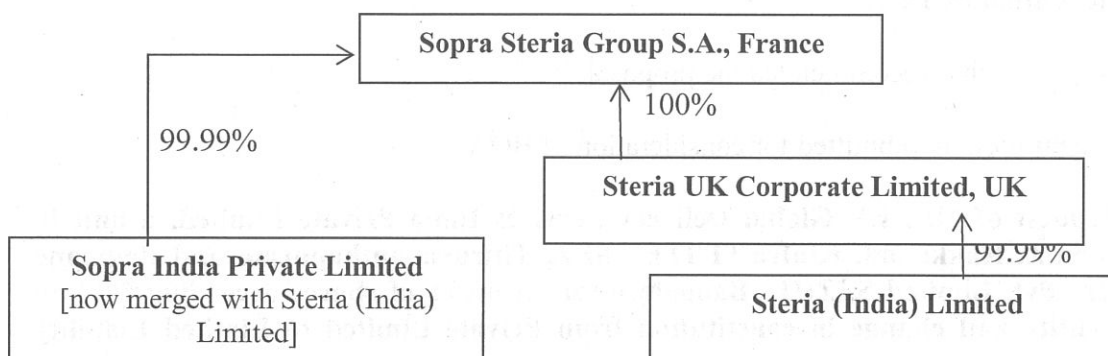 Sopra Steria Group S.A., France
100%
99.99%
Steria UK Corporate Limited, UK
99.99%
Sopra India Private Limited
[now merged with Steria (India)
Limited]
Steria (India) Limited